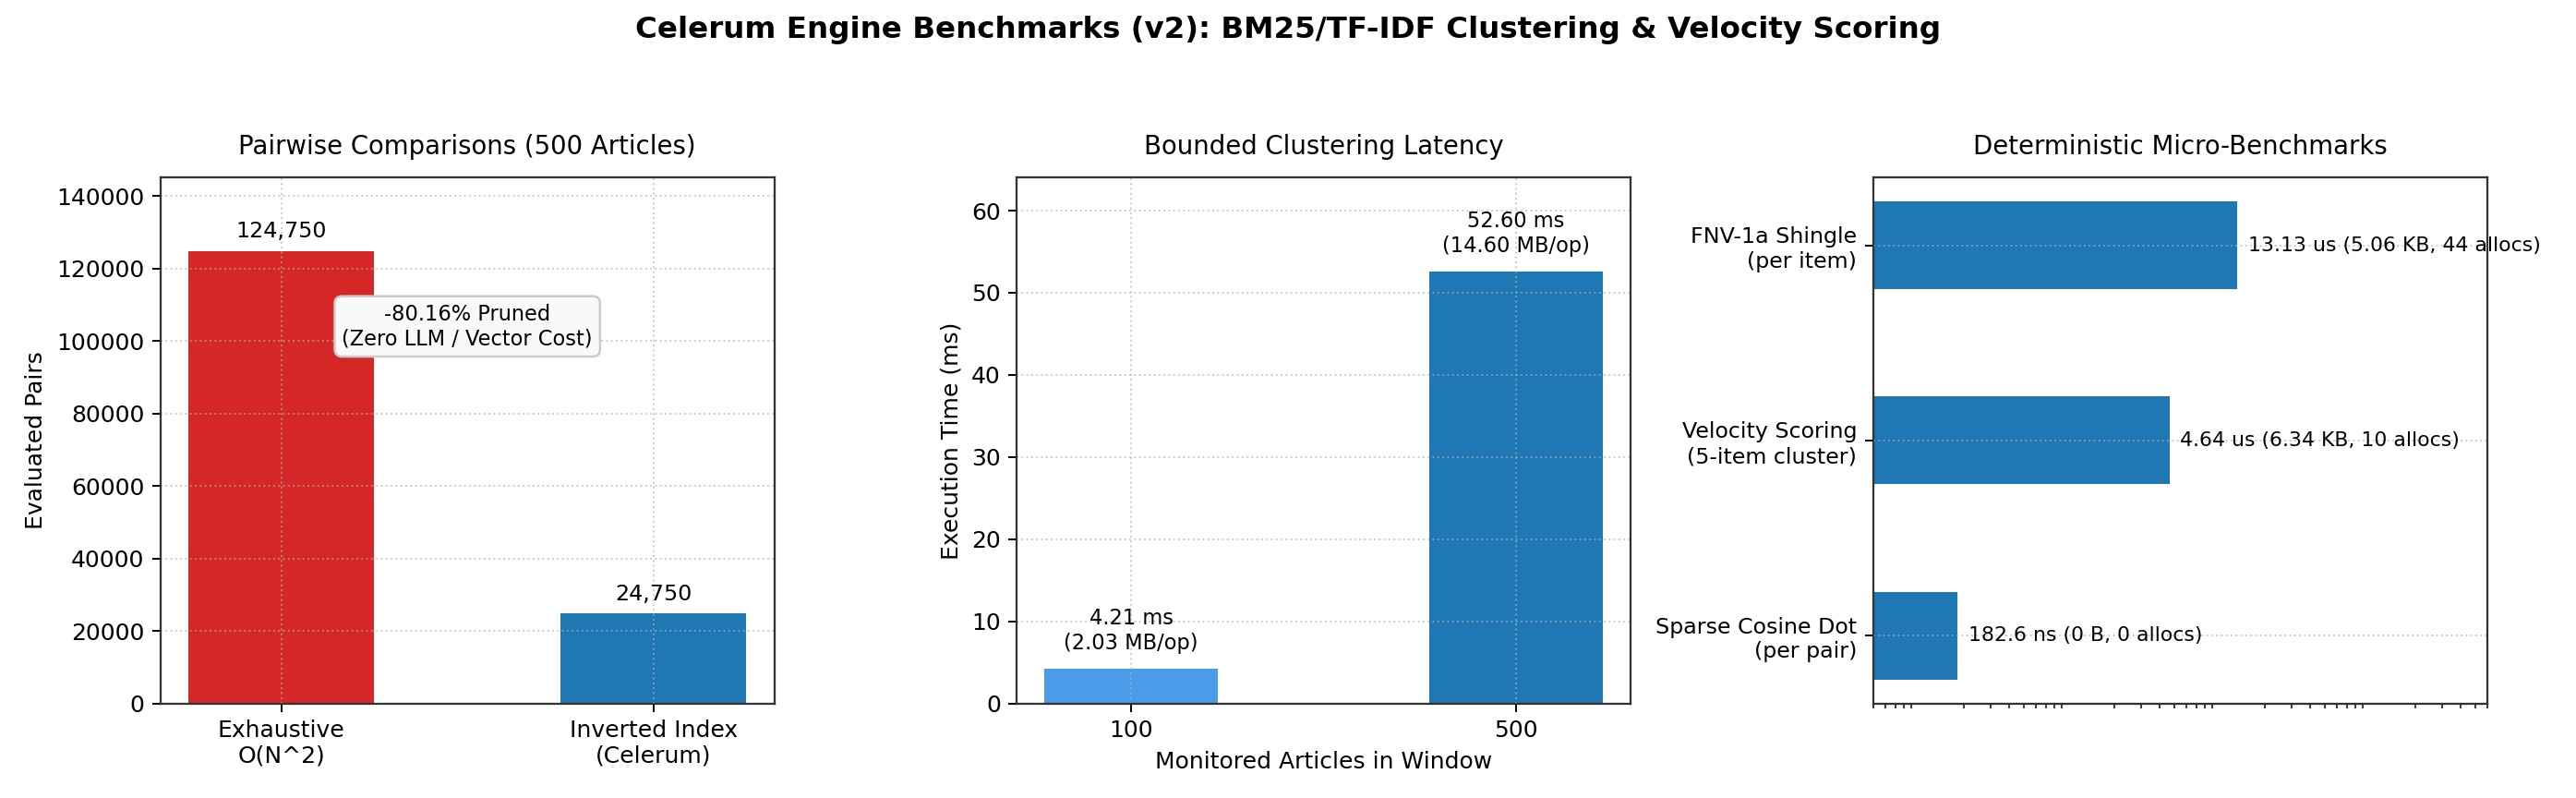 Celerum Engine Benchmarks (v2): BM25/TF-IDF Clustering & Velocity Scoring
Pairwise Comparisons (500 Articles)
Evaluated Pairs
140000
120000
100000
80000
60000
40000
20000
0
124,750
-80.16% Pruned
(Zero LLM / Vector Cost)
24,750
Exhaustive
O(N^2)
Inverted Index
(Celerum)
Bounded Clustering Latency
Execution Time (ms)
60
50
40
30
20
10
0
52.60 ms
(14.60 MB/op)
4.21 ms
(2.03 MB/op)
100
500
Monitored Articles in Window
Deterministic Micro-Benchmarks
FNV-1a Shingle
(per item)
13.13 us (5.06 KB, 44 allocs)
Velocity Scoring
(5-item cluster)
4.64 us (6.34 KB, 10 allocs)
Sparse Cosine Dot
(per pair)
182.6 ns (0 B, 0 allocs)